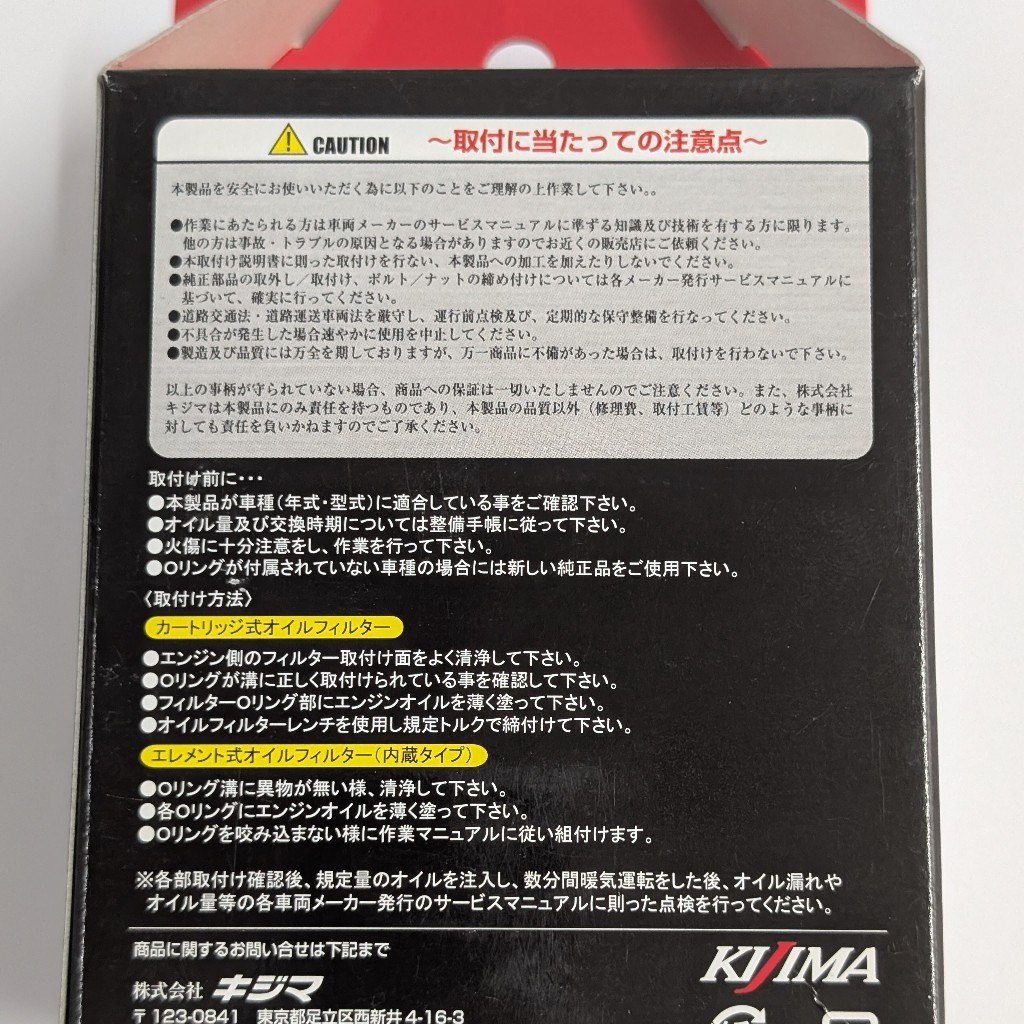 CAUTION ～取付に当たっての注意点～
本製品を安全にお使いいただく為に以下のことをご理解の上作業して下さい。。
●作業にあたられる方は車両メーカーのサービスマニュアルに準ずる知識及び技術を有する方に限ります。
他の方は事故・トラブルの原因となる場合がありますのでお近くの販売店にご依頼ください。
●本取付け説明書に則った取付けを行ない、本製品への加工を加えたりしないでください。
●純正部品の取外し／取付け、ボルト／ナットの締め付けについては各メーカー発行サービスマニュアルに
基づいて、確実に行ってください。
●道路交通法・道路運送車両法を厳守し、運行前点検及び、定期的な保守整備を行なってください。
●不具合が発生した場合速やかに使用を中止してください。
●製造及び品質には万全を期しておりますが、万一商品に不備があった場合は、取付けを行わないで下さい。
以上の事柄が守られていない場合、商品への保証は一切いたしませんのでご注意ください。また、株式会社
キジマは本製品にのみ責任を持つものであり、本製品の品質以外（修理費、取付工賃等）どのような事柄に
対しても責任を負いかねますのでご了承ください。
取付け前に・・・
●本製品が車種（年式・型式）に適合している事をご確認下さい。
●オイル量及び交換時期については整備手帳に従って下さい。
●火傷に十分注意をし、作業を行って下さい。
●Oリングが付属されていない車種の場合には新しい純正品をご使用下さい。
〈取付け方法〉
カートリッジ式オイルフィルター
●エンジン側のフィルター取付け面をよく清浄して下さい。
●Oリングが溝に正しく取付けられている事を確認して下さい。
●フィルターOリング部にエンジンオイルを薄く塗って下さい。
●オイルフィルターレンチを使用し規定トルクで締付けて下さい。
エレメント式オイルフィルター（内蔵タイプ）
●Oリング溝に異物が無い様、清浄して下さい。
●各Oリングにエンジンオイルを薄く塗って下さい。
●Oリングを咬み込まない様に作業マニュアルに従い組付けます。
※各部取付け確認後、規定量のオイルを注入し、数分間暖気運転をした後、オイル漏れや
オイル量等の各車両メーカー発行のサービスマニュアルに則った点検を行ってください。
商品に関するお問い合せは下記まで
KIJIMA
株式会社 キジマ
〒123-0841 東京都足立区西新井4-16-3